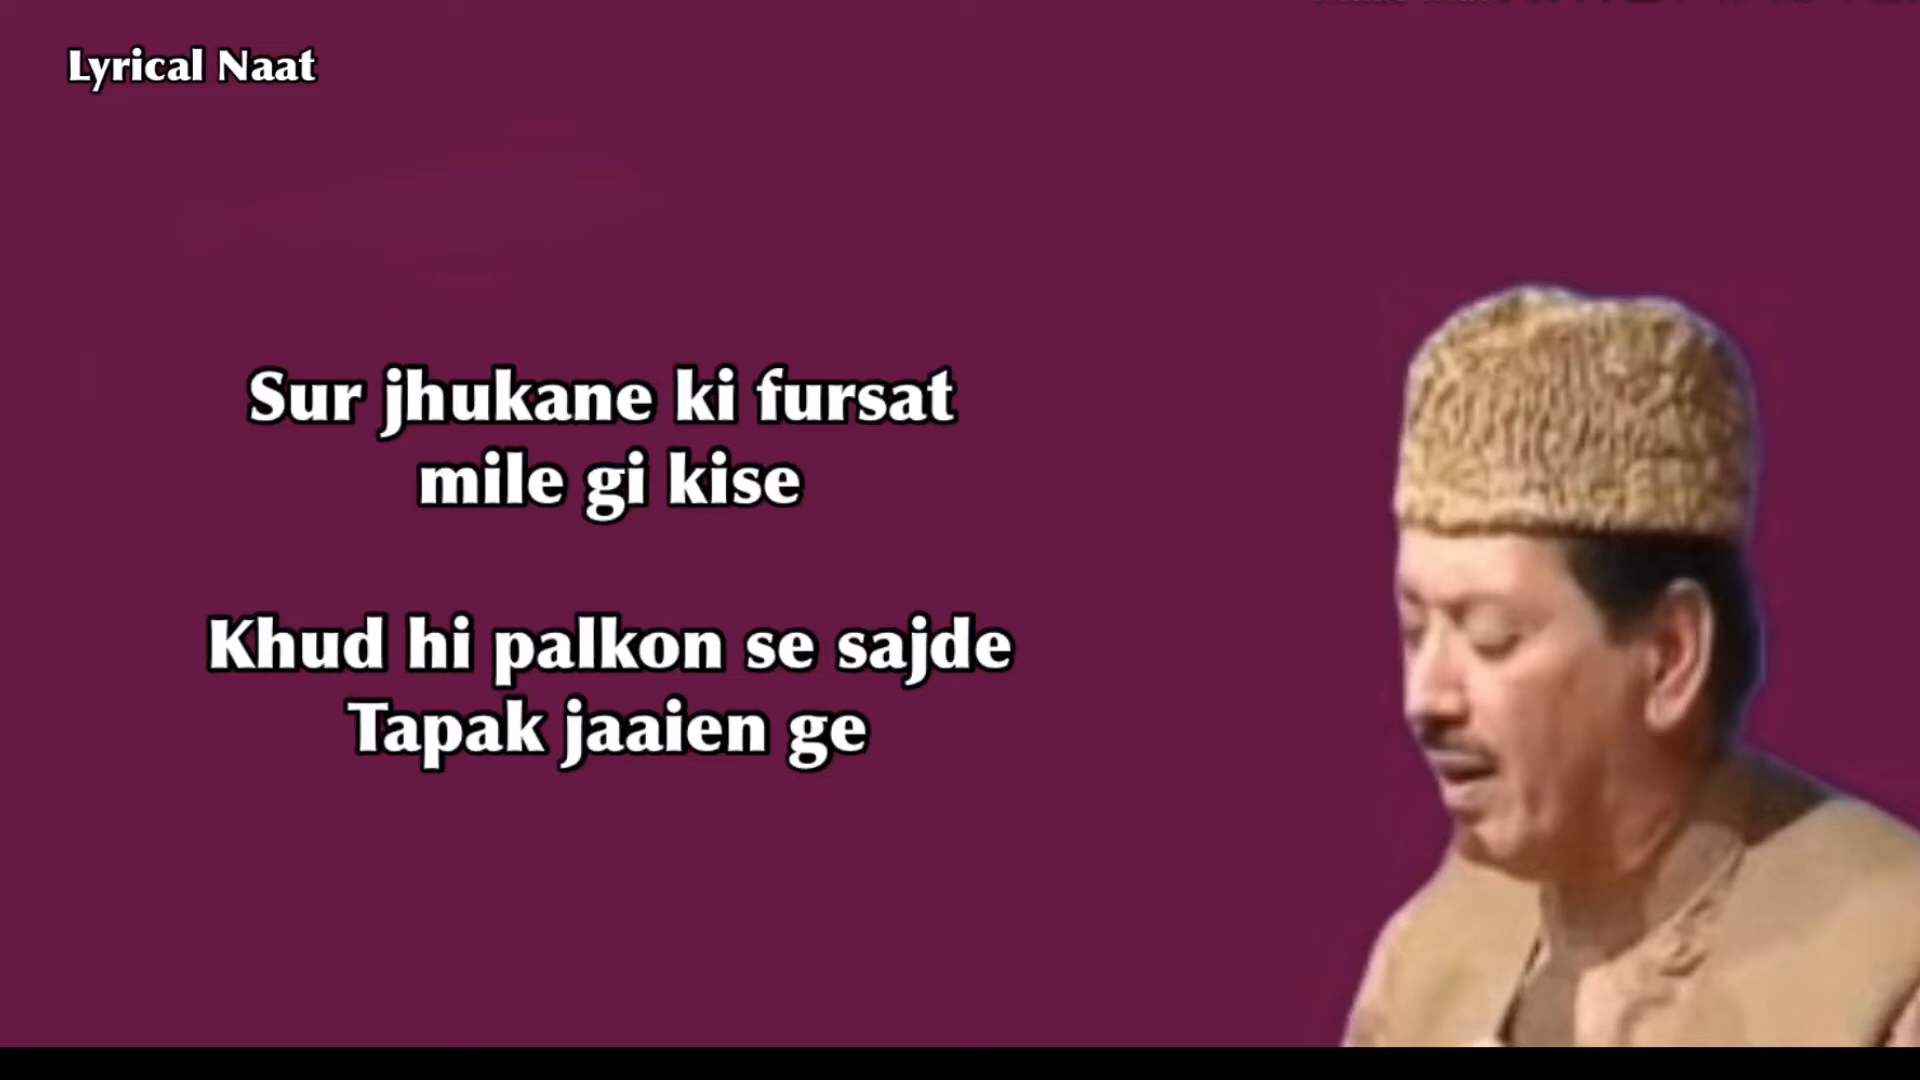 Lyrical Naat
Sur jhukane ki fursat
mile gi kise
Khud hi palkon se sajde
Tapak jaaien ge